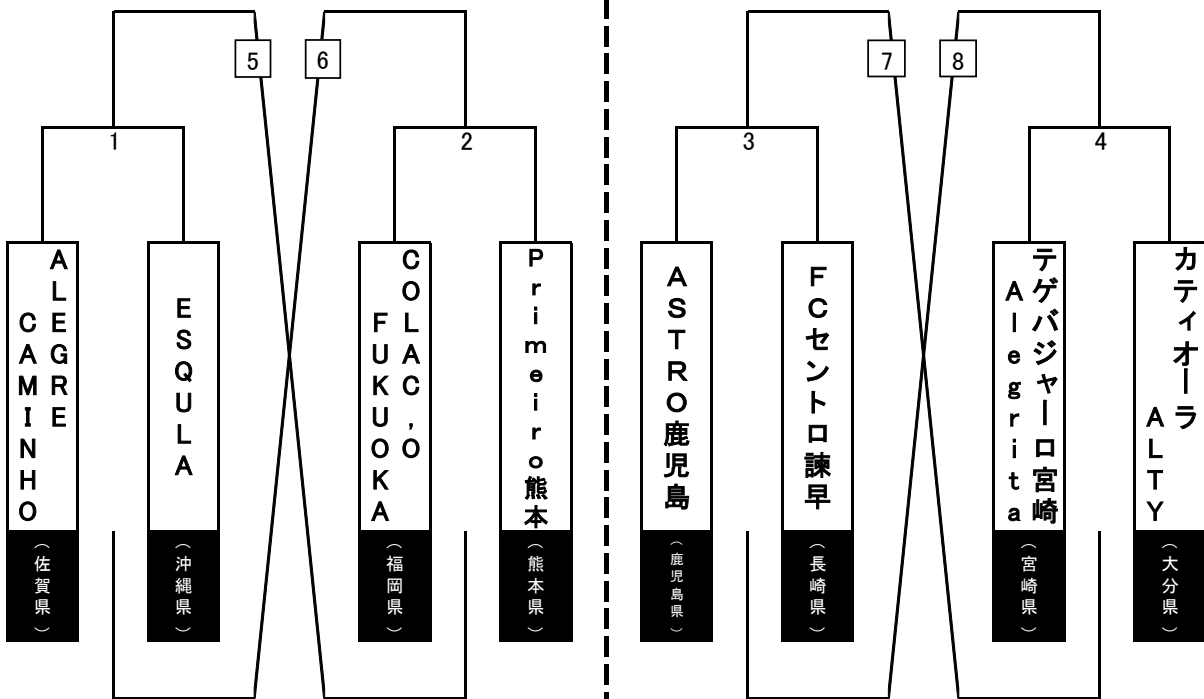 5
6
7
8
1
2
3
4
ALEGRE
CAMINHO
ESQULA
COLAC,O
FUKUOKA
Primeiro熊本
ASTRO鹿児島
FCセントロ諫早
テゲバジャーロ宮崎
Alegrita
カティオーラ
ALTY
(佐賀県)
(沖縄県)
(福岡県)
(熊本県)
(鹿児島県)
(長崎県)
(宮崎県)
(大分県)